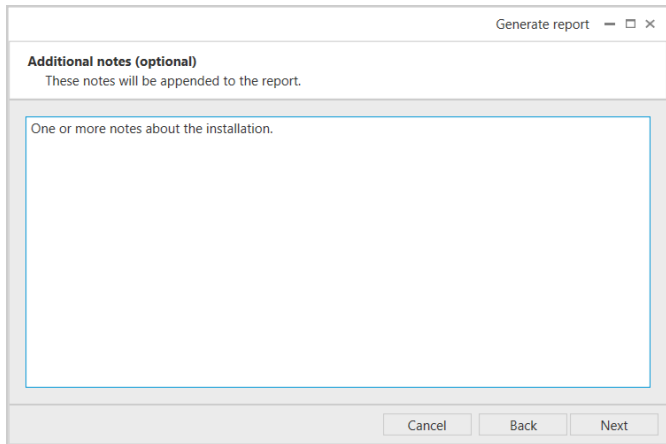 Generate report
Additional notes (optional)
These notes will be appended to the report.
One or more notes about the installation.
Cancel Back Next